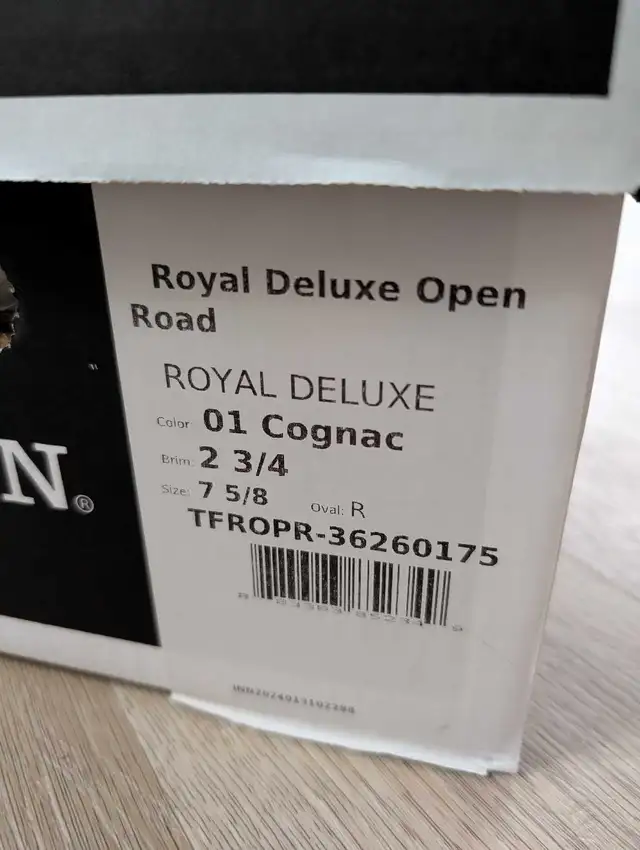 Royal Deluxe Open
Road
ROYAL DELUXE
Color: 01 Cognac
Brim: 2 3/4
Size: 7 5/8 Oval: R
N®
TFROPR-36260175